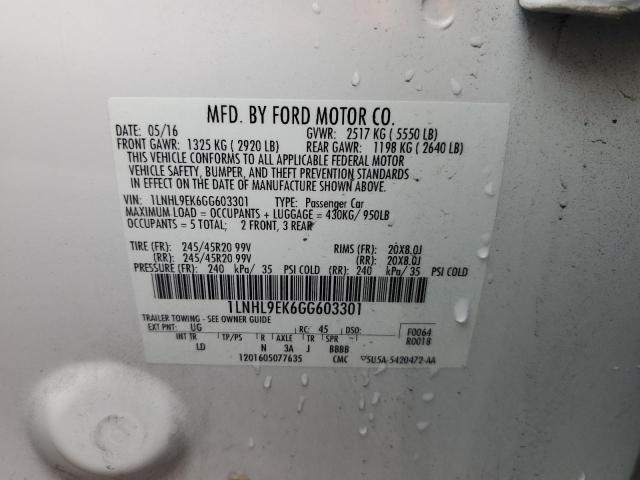 MFD. BY FORD MOTOR CO.
DATE: 05/16 GVWR: 2517 KG ( 5550 LB)
FRONT GAWR: 1325 KG ( 2920 LB) REAR GAWR: 1198 KG ( 2640 LB)
THIS VEHICLE CONFORMS TO ALL APPLICABLE FEDERAL MOTOR
VEHICLE SAFETY, BUMPER, AND THEFT PREVENTION STANDARDS
IN EFFECT ON THE DATE OF MANUFACTURE SHOWN ABOVE.
VIN: 1LNHL9EK6GG603301 TYPE: Passenger Car
MAXIMUM LOAD = OCCUPANTS + LUGGAGE = 430KG/ 950LB
OCCUPANTS = 5 TOTAL; 2 FRONT, 3 REAR
TIRE (FR): 245/45R20 99V RIMS (FR): 20X8.0J
(RR): 245/45R20 99V (RR): 20X8.0J
PRESSURE (FR): 240 kPa/ 35 PSI COLD (RR): 240 kPa/ 35 PSI COLD
1LNHL9EK6GG603301
TRAILER TOWING - SEE OWNER GUIDE
EXT PNT: UG RC: 45 DSO: F0064
R0018
INT TR TP/PS R AXLE TR SPR
LD N 3A J BBBB
1201605077635 CMC ▽5U5A-5420472-AA